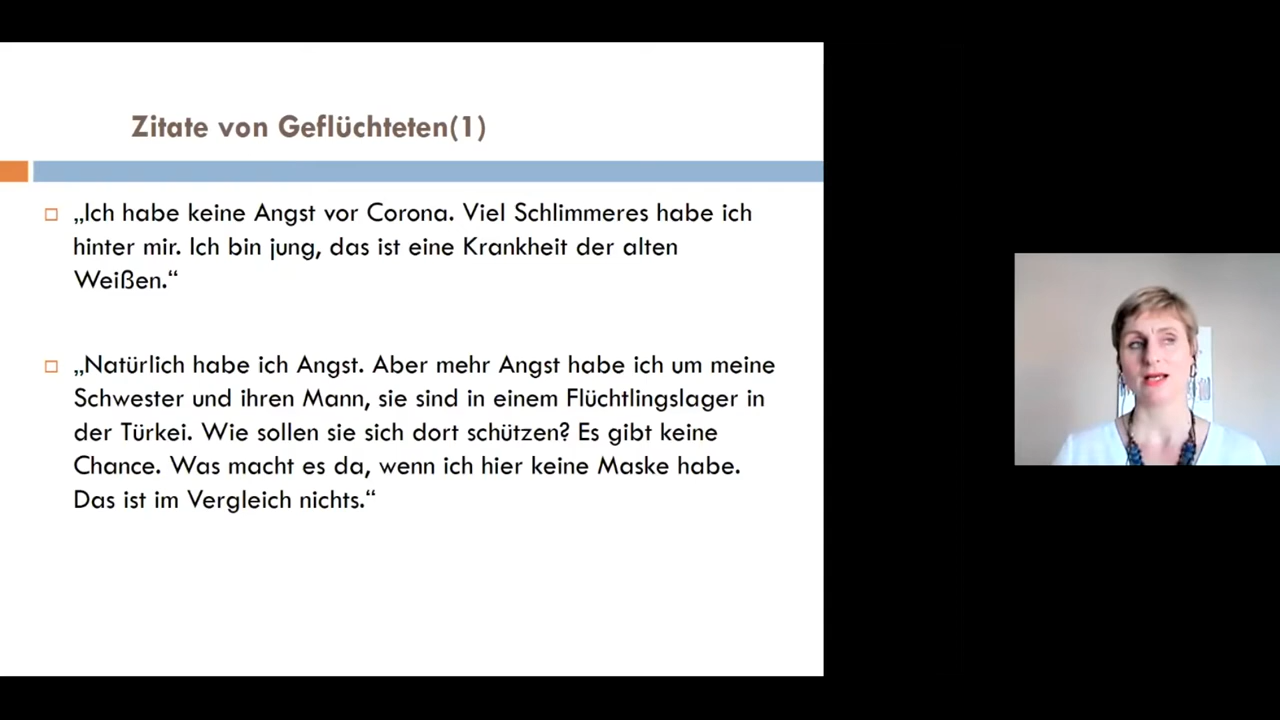 Zitate von Geflüchteten(1)
„Ich habe keine Angst vor Corona. Viel Schlimmeres habe ich
hinter mir. Ich bin jung, das ist eine Krankheit der alten
Weißen.“
„Natürlich habe ich Angst. Aber mehr Angst habe ich um meine
Schwester und ihren Mann, sie sind in einem Flüchtlingslager in
der Türkei. Wie sollen sie sich dort schützen? Es gibt keine
Chance. Was macht es da, wenn ich hier keine Maske habe.
Das ist im Vergleich nichts.“